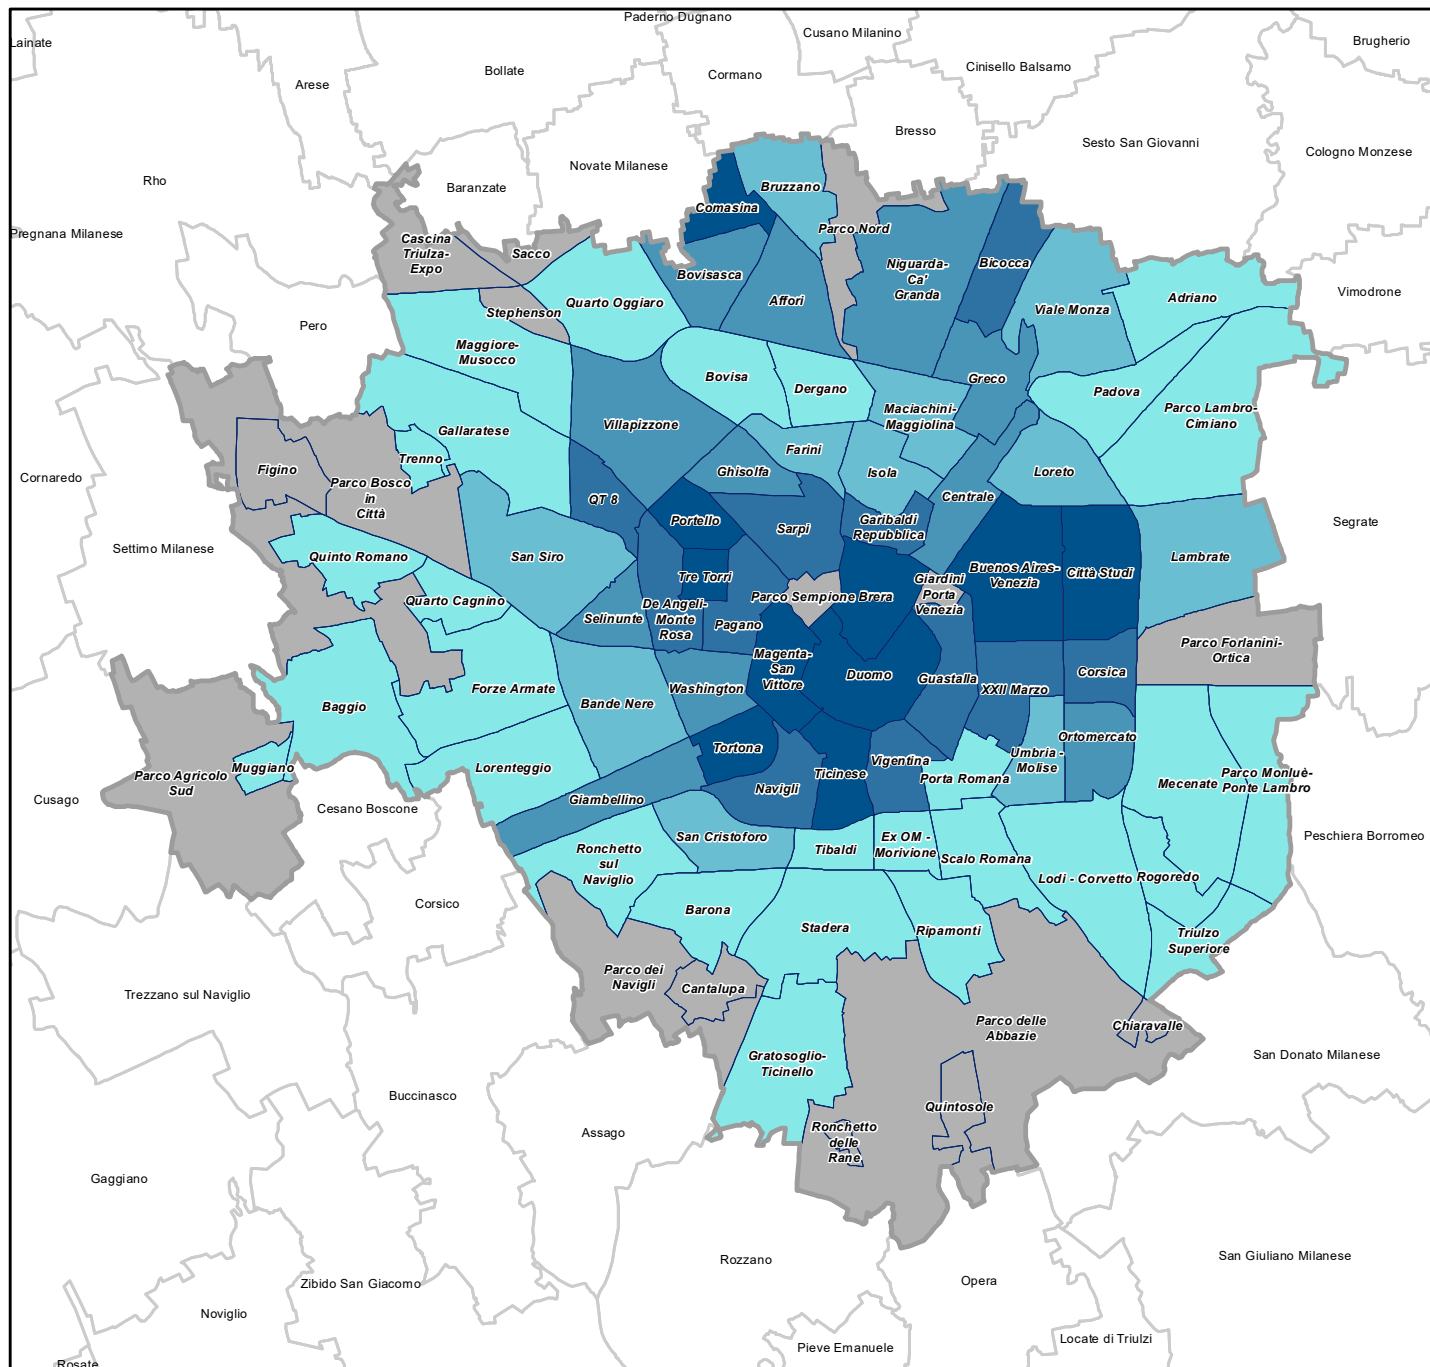 Paderno Dugnano
Lainate
Cusano Milanino
Brugherio
Bollate
Cormano
Cinisello Balsamo
Arese
Bresso
Sesto San Giovanni
Cologno Monzese
Novate Milanese
Rho
Baranzate
Bruzzano
Comasina
Parco Nord
Pregnana Milanese
Cascina
Triulza-
Expo
Sacco
Bovisasca
Niguarda-
Ca'
Granda
Bicocca
Vimodrone
Quarto Oggiaro
Affori
Adriano
Stephenson
Viale Monza
Pero
Maggiore-
Musocco
Bovisa
Dergano
Greco
Padova
Maciachini-
Maggiolina
Parco Lambro-
Cimiano
Villapizzone
Gallaratese
Farini
Trenno
Figino
Ghisolfa
Isola
Loreto
Cornaredo
Parco Bosco
in
Città
QT 8
Centrale
Portello
Sarpi
Garibaldi
Repubblica
Segrate
Settimo Milanese
Quinto Romano
San Siro
Lambrate
Buenos Aires-
Venezia
Città Studi
Tre Torri
Giardini
Porta
Venezia
Parco Sempione
Brera
Quarto Cagnino
Selinunte
De Angeli-
Monte
Rosa
Pagano
Parco Forlanini-
Ortica
Magenta-
San
Vittore
Duomo
Guastalla
XXII Marzo
Corsica
Forze Armate
Washington
Baggio
Bande Nere
Ortomercato
Tortona
Umbria -
Molise
Muggiano
Lorenteggio
Ticinese
Vigentina
Porta Romana
Parco Agricolo
Sud
Parco Monluè-
Ponte Lambro
Mecenate
Navigli
Cusago
Giambellino
Cesano Boscone
San Cristoforo
Peschiera Borromeo
Ronchetto
sul
Naviglio
Tibaldi
Ex OM -
Morivione
Scalo Romana
Lodi - Corvetto
Rogoredo
Corsico
Barona
Stadera
Ripamonti
Triulzo
Superiore
Parco dei
Navigli
Cantalupa
Trezzano sul Naviglio
Parco delle
Abbazie
Chiaravalle
Gratosoglio-
Ticinello
San Donato Milanese
Buccinasco
Quintosole
Assago
Ronchetto
delle
Rane
Gaggiano
Rozzano
San Giuliano Milanese
Zibido San Giacomo
Opera
Noviglio
Locate di Triulzi
Pieve Emanuele
Rosate